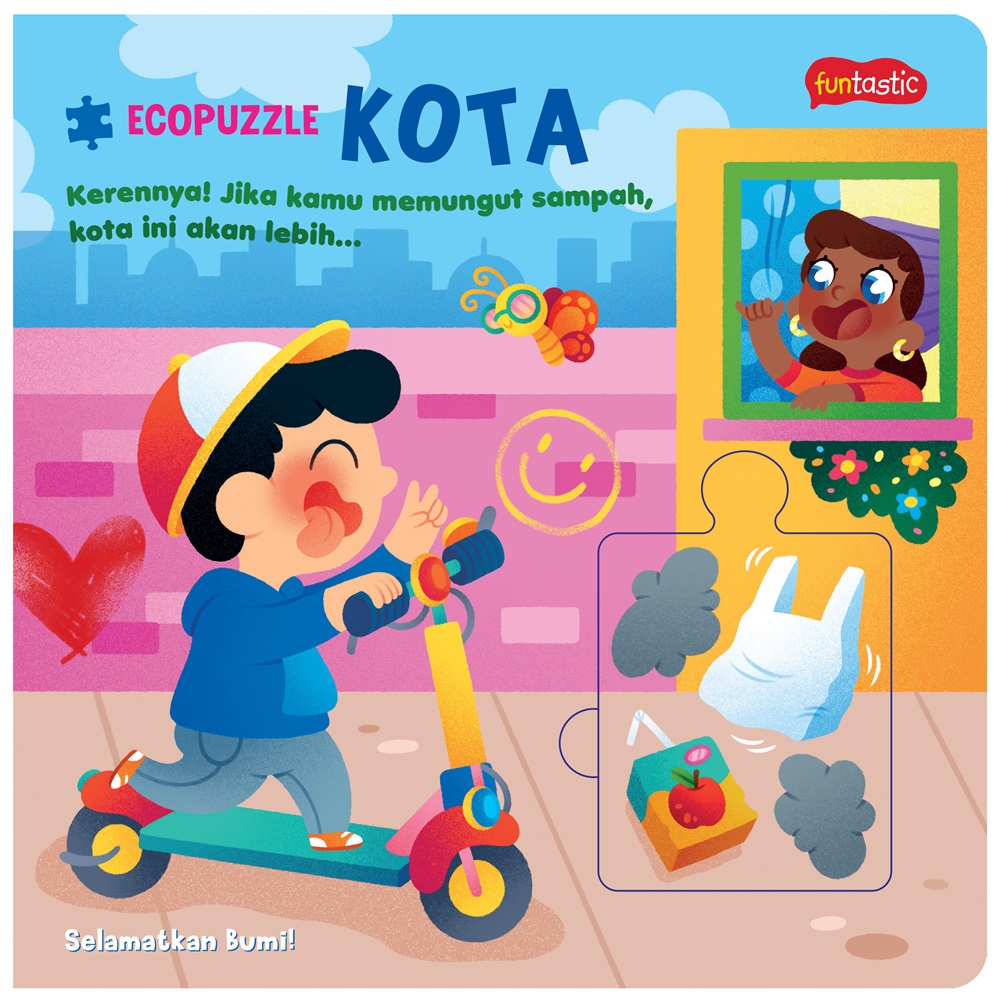 funtastic
ECOPUZZLE KOTA
Kerennya! Jika kamu memungut sampah,
kota ini akan lebih...
Selamatkan Bumi!